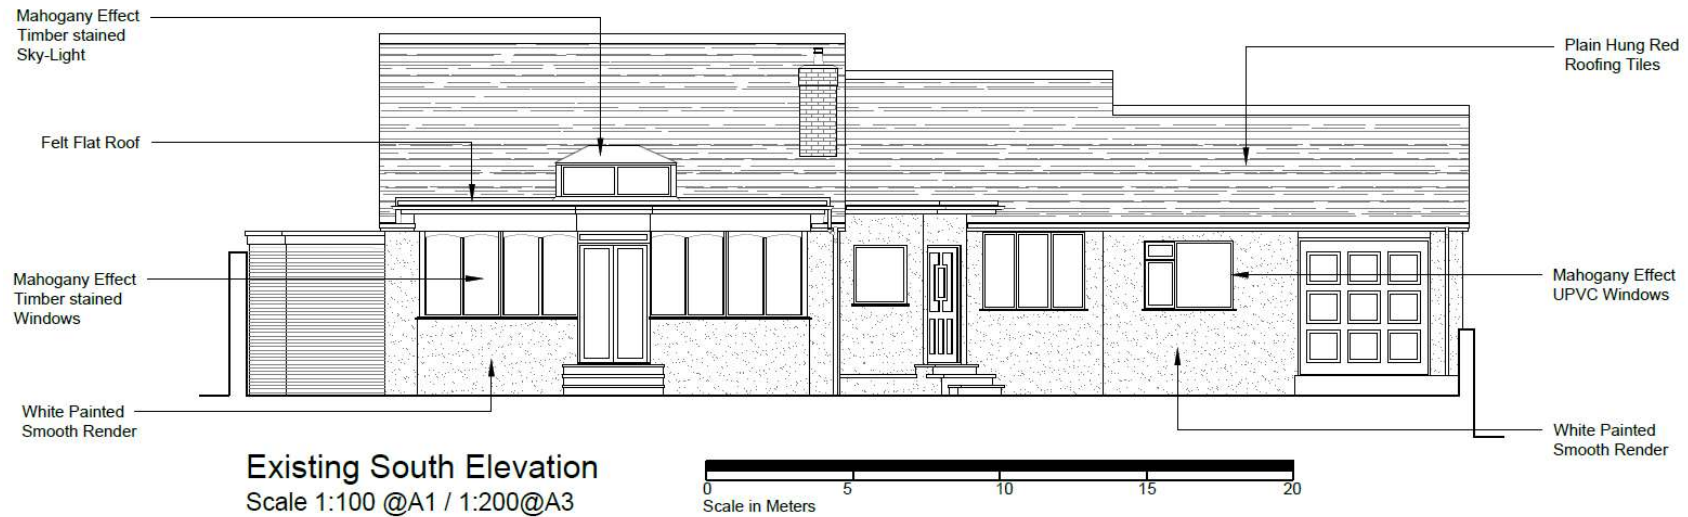 Mahogany Effect
Timber stained
Sky-Light
Plain Hung Red
Roofing Tiles
Felt Flat Roof
Mahogany Effect
Timber stained
Windows
Mahogany Effect
UPVC Windows
White Painted
Smooth Render
White Painted
Smooth Render
Existing South Elevation
Scale 1:100 @A1 / 1:200@A3
0 5 10 15 20
Scale in Meters